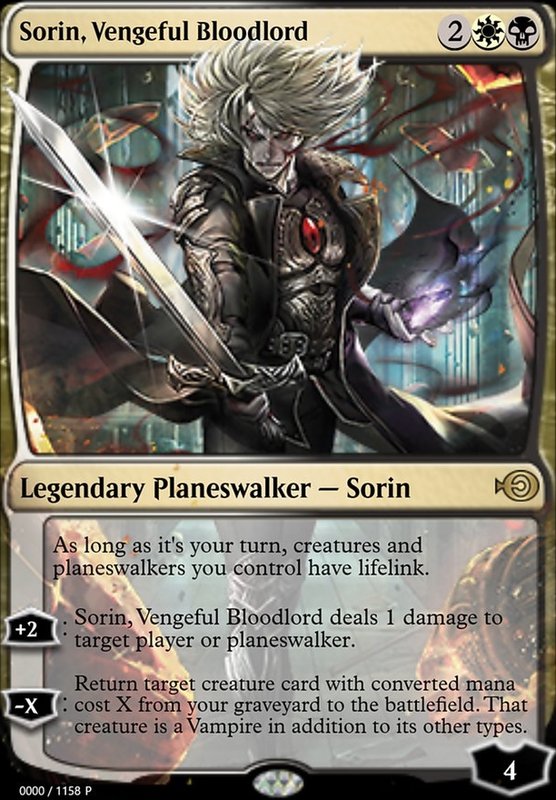 Sorin, Vengeful Bloodlord 2
Legendary Planeswalker — Sorin
As long as it's your turn, creatures and
planeswalkers you control have lifelink.
+2 : Sorin, Vengeful Bloodlord deals 1 damage to
target player or planeswalker.
Return target creature card with converted mana
−X : cost X from your graveyard to the battlefield. That
creature is a Vampire in addition to its other types.
4
0000 / 1158 P